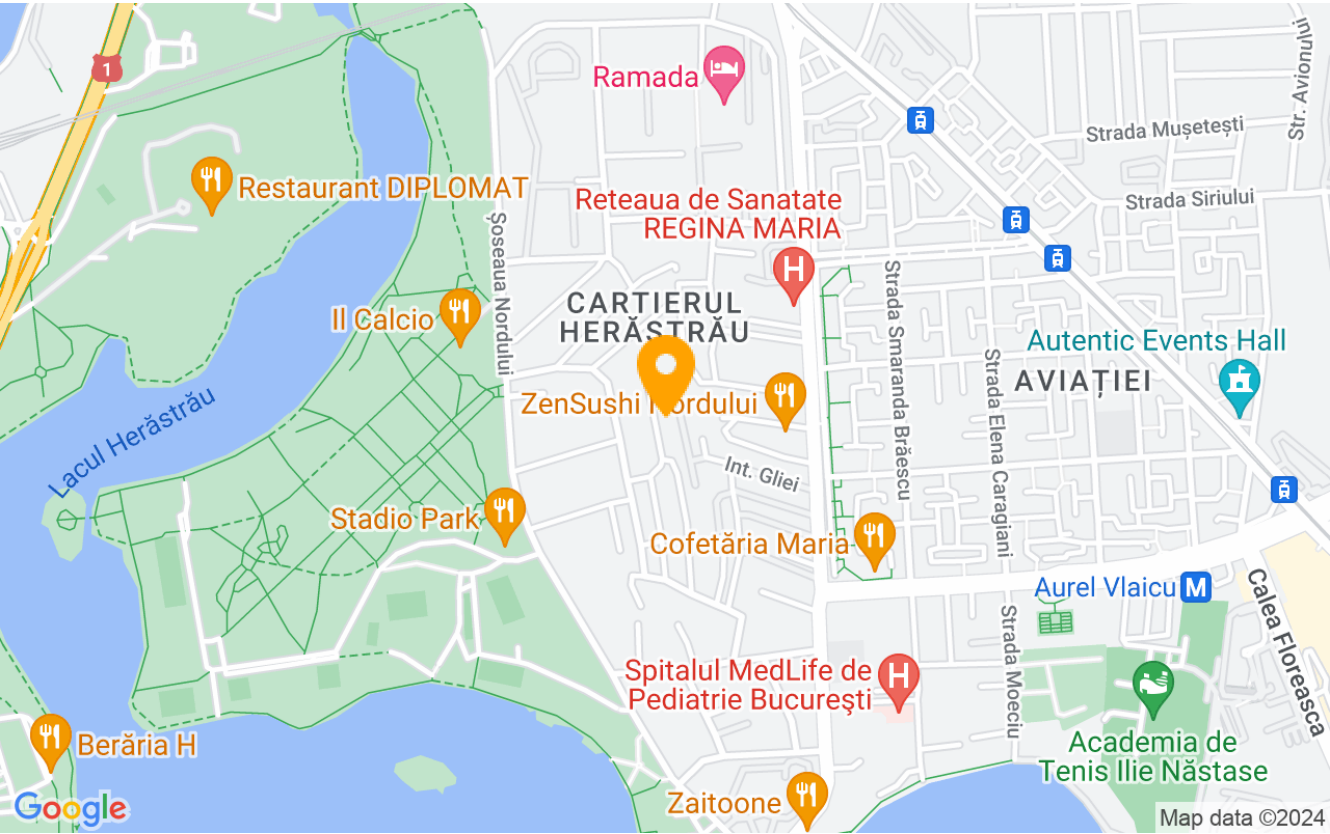 1
Ramada
Strada Mușetești
Str. Avionului
Restaurant DIPLOMAT
Reteaua de Sanatate
REGINA MARIA
Strada Siriului
Șoseaua Nordului
H
CARTIERUL
HERĂSTRĂU
Il Calcio
Strada Smaranda Brăescu
Autentic Events Hall
AVIAȚIEI
Strada Elena Caragiani
ZenSushi Nordului
Lacul Herăstrău
Int. Gliei
Stadio Park
Cofetăria Maria
Aurel Vlaicu M
Calea Floreasca
Strada Moeciu
Spitalul MedLife de
Pediatrie Bucureşti
H
Berăria H
Academia de
Tenis Ilie Năstase
Zaitoone
Google
Map data ©2024